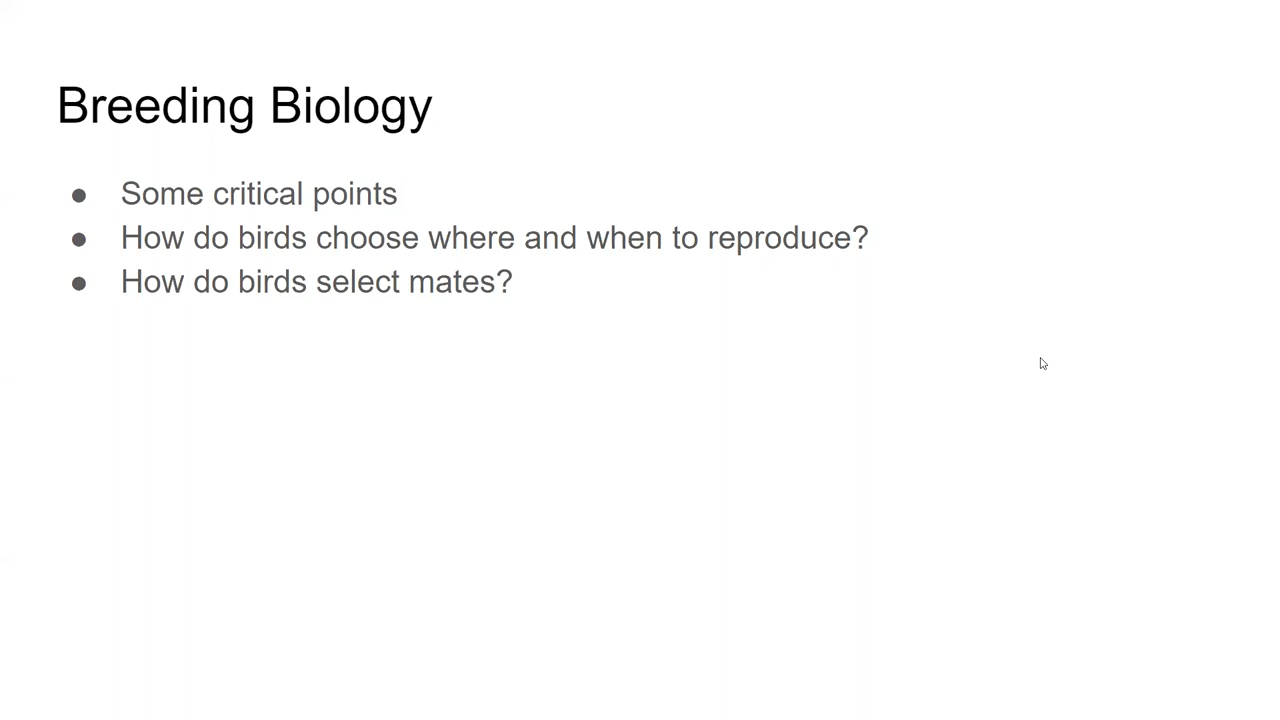 Breeding Biology
● Some critical points
● How do birds choose where and when to reproduce?
● How do birds select mates?